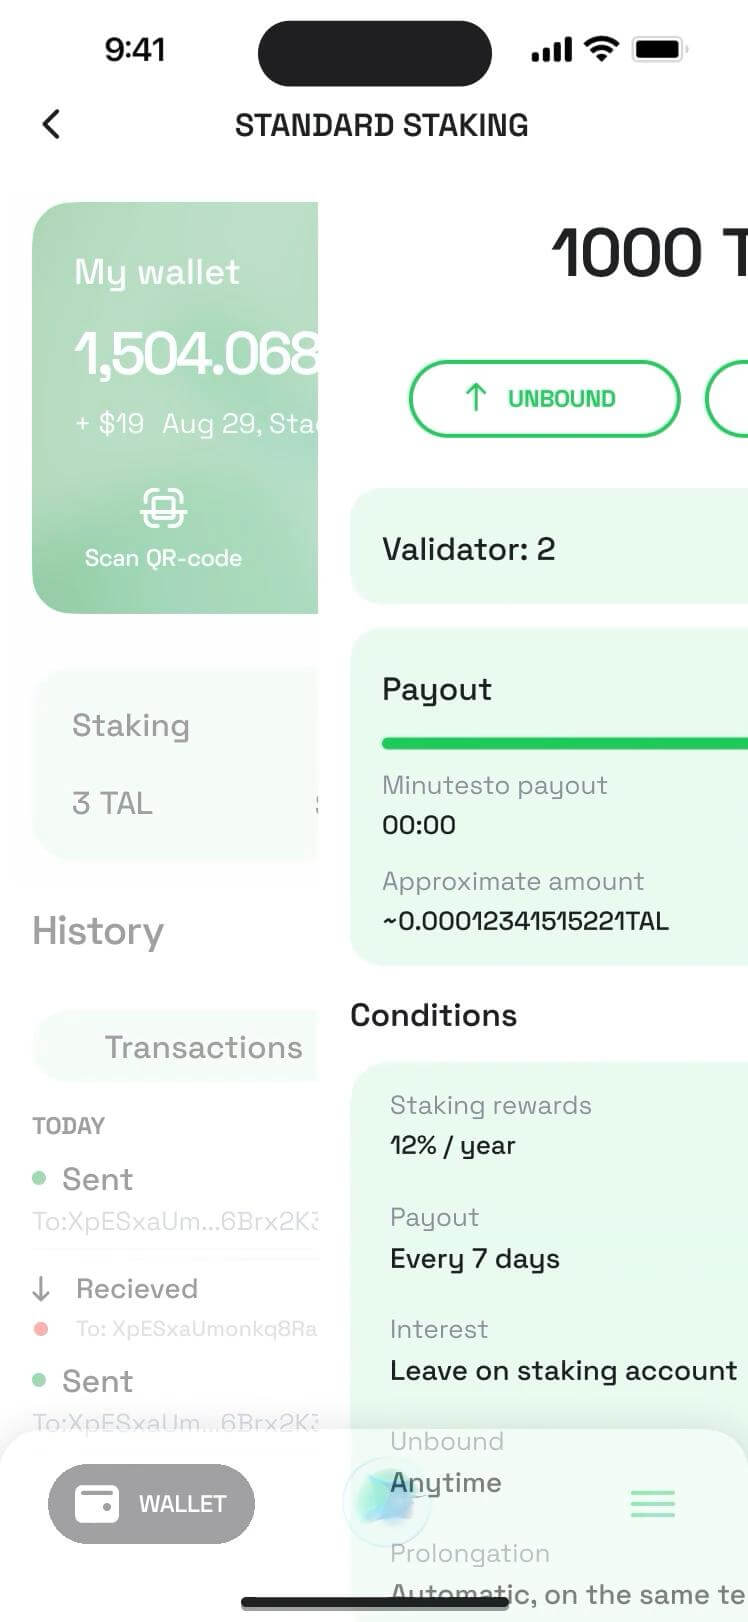 9:41
STANDARD STAKING
My wallet
1,504.068
+ $19 Aug 29, Sta
Scan QR-code
Staking
3 TAL
History
Transactions
TODAY
Sent
To:XpESxaUm...6Brx2K3
Recieved
To: XpESxaUmonkq8Ra
Sent
To:XpESxaUm...6Brx2K3
WALLET
1000 T
UNBOUND
Validator: 2
Payout
Minutesto payout
00:00
Approximate amount
~0.00012341515221TAL
Conditions
Staking rewards
12% / year
Payout
Every 7 days
Interest
Leave on staking account
Unbound
Anytime
Prolongation
Automatic, on the same te